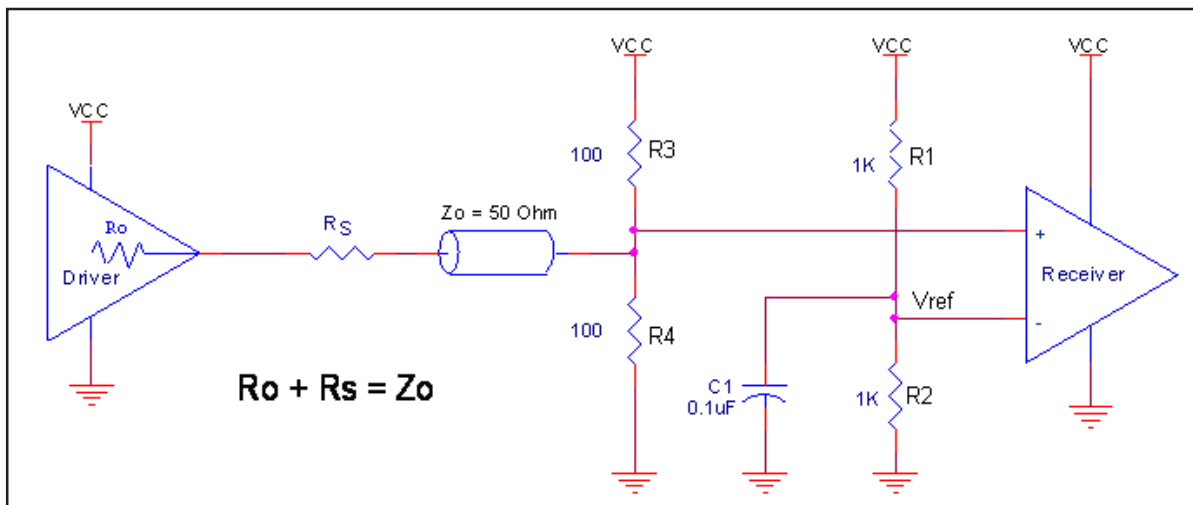 VCC
VCC
VCC
VCC
Ro
Driver
RS
Zo = 50 Ohm
100
R3
1K
R1
+
Receiver
Vref
-
100
R4
Ro + Rs = Zo
C1
0.1uF
1K
R2